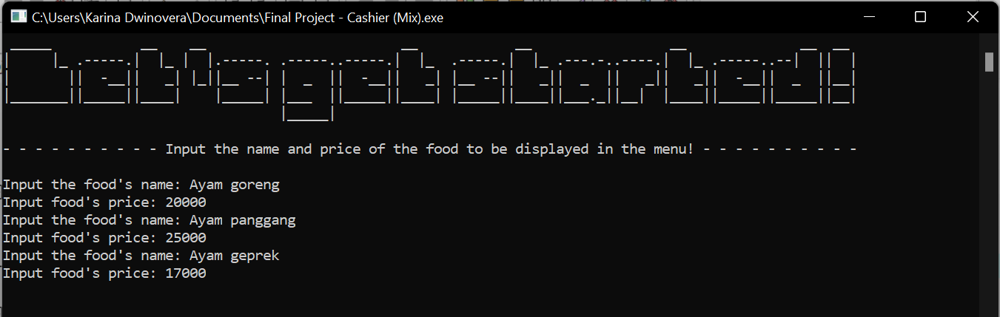 C:\Users\Karina Dwinovera\Documents\Final Project - Cashier (Mix).exe
Let's get started!
- - - - - - - - - - Input the name and price of the food to be displayed in the menu! - - - - - - - - - -
Input the food's name: Ayam goreng
Input food's price: 20000
Input the food's name: Ayam panggang
Input food's price: 25000
Input the food's name: Ayam geprek
Input food's price: 17000